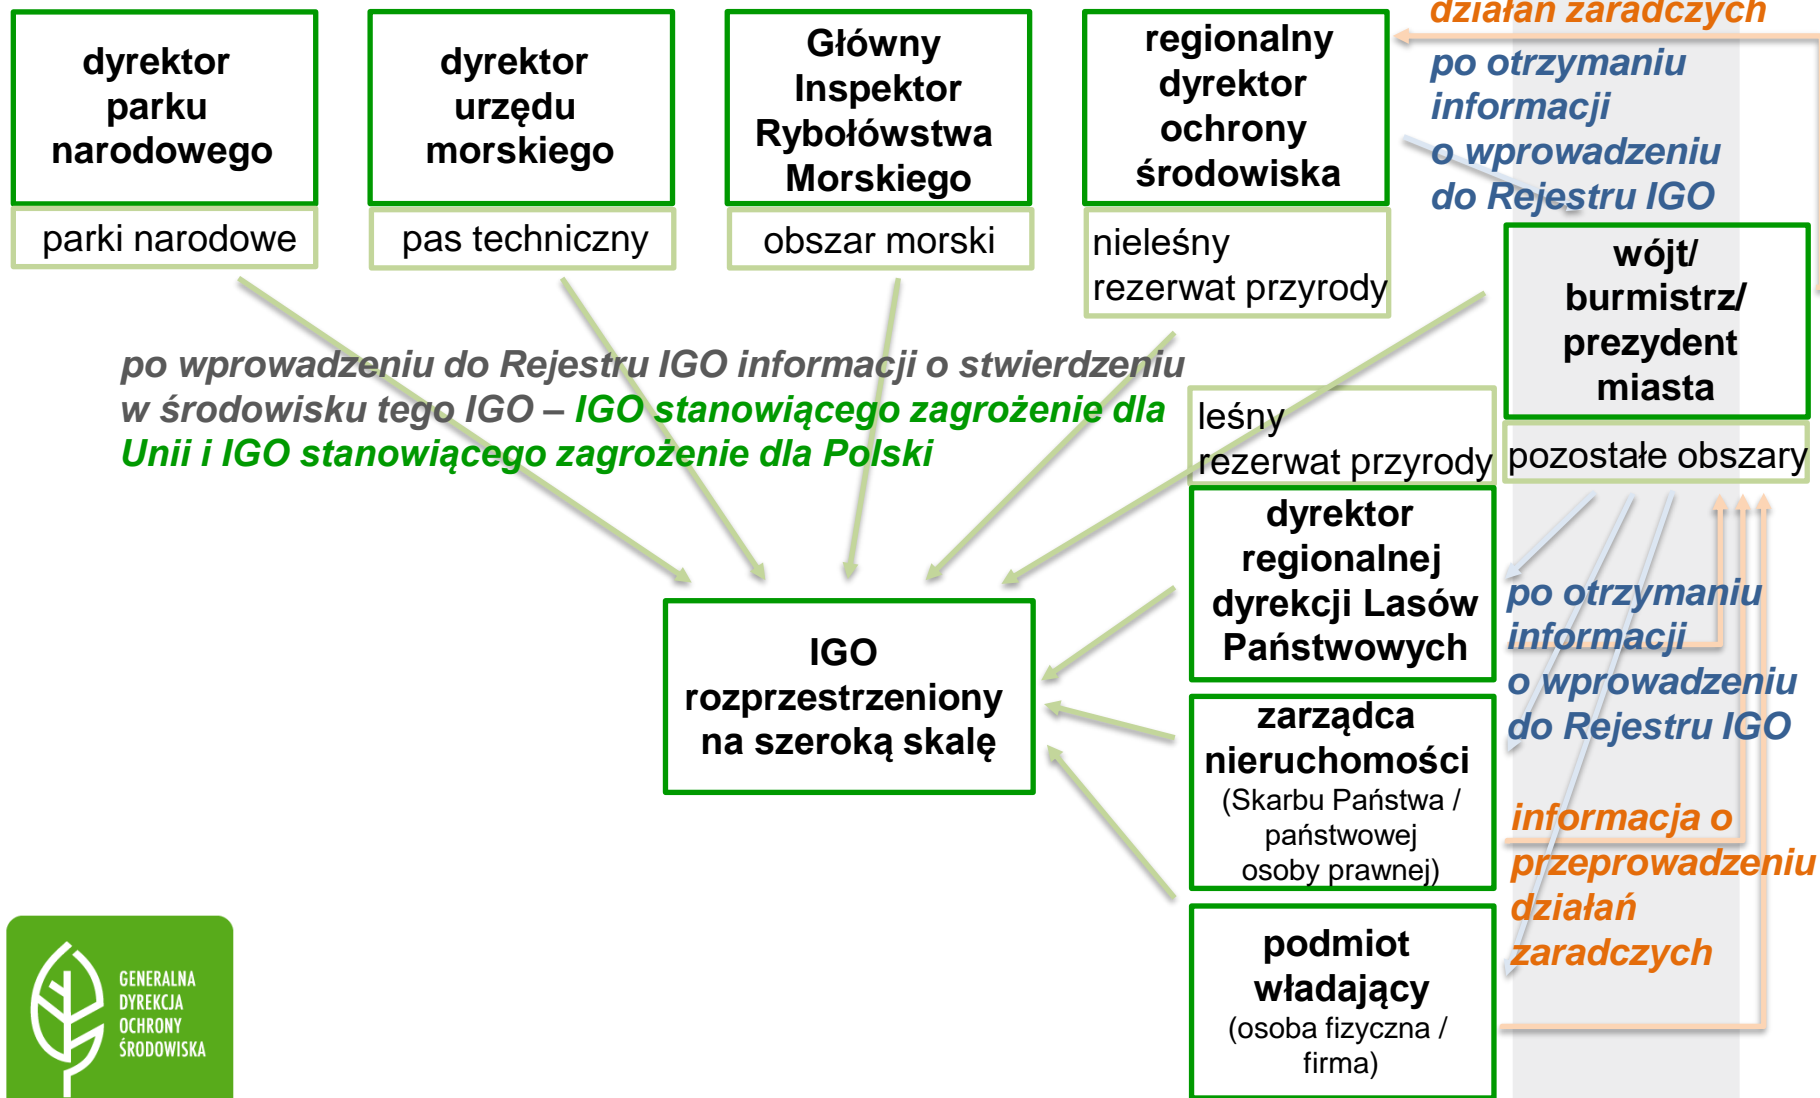 dyrektor
parku
narodowego
parki narodowe
dyrektor
urzędu
morskiego
pas techniczny
Główny
Inspektor
Rybołówstwa
Morskiego
obszar morski
regionalny
dyrektor
ochrony
środowiska
nieleśny
rezerwat przyrody
działań zaradczych
po otrzymaniu
informacji
o wprowadzeniu
do Rejestru IGO
wójt/
burmistrz/
prezydent
miasta
pozostałe obszary
po wprowadzeniu do Rejestru IGO informacji o stwierdzeniu
w środowisku tego IGO – IGO stanowiącego zagrożenie dla
Unii i IGO stanowiącego zagrożenie dla Polski
leśny
rezerwat przyrody
dyrektor
regionalnej
dyrekcji Lasów
Państwowych
po otrzymaniu
informacji
o wprowadzeniu
do Rejestru IGO
IGO
rozprzestrzeniony
na szeroką skalę
zarządca
nieruchomości
(Skarbu Państwa /
państwowej
osoby prawnej)
informacja o
przeprowadzeniu
działań
zaradczych
podmiot
władający
(osoba fizyczna /
firma)
GENERALNA
DYREKCJA
OCHRONY
ŚRODOWISKA